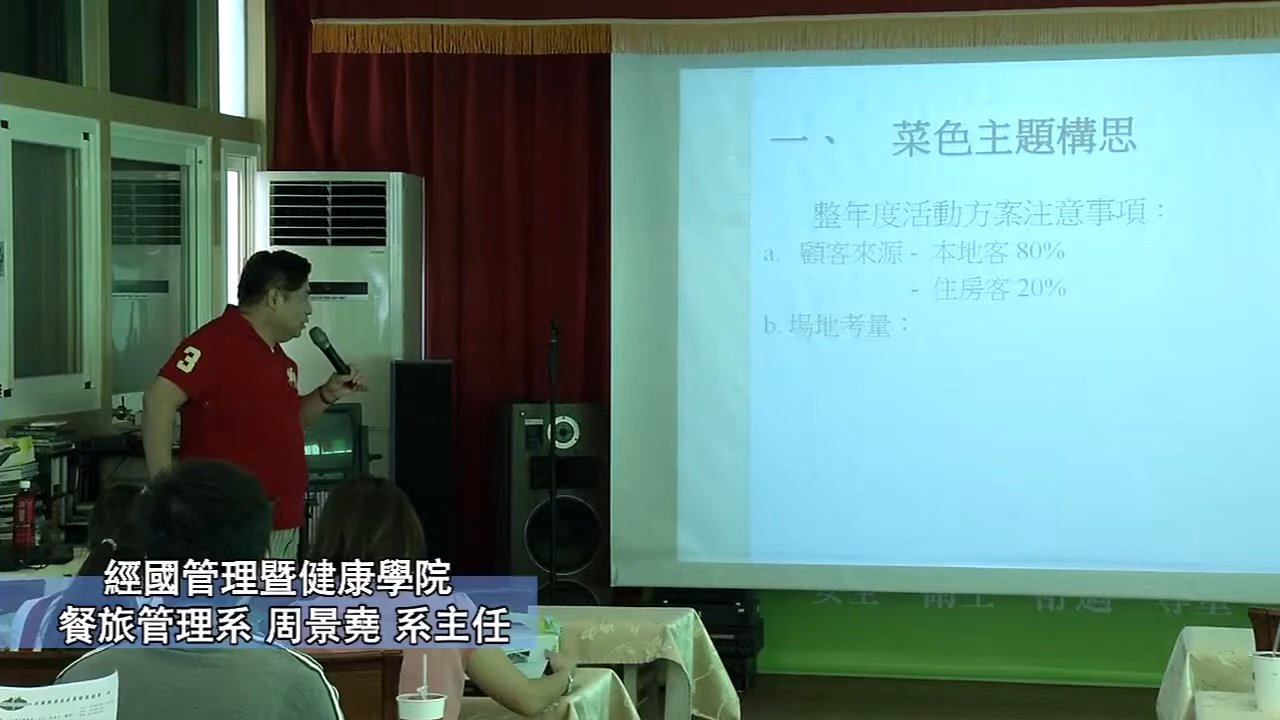 一、 菜色主題構思
整年度活動方案注意事項：
a. 顧客來源 - 本地客 80%
- 住房客 20%
b. 場地考量：
3
經國管理暨健康學院
餐旅管理系 周景堯 系主任